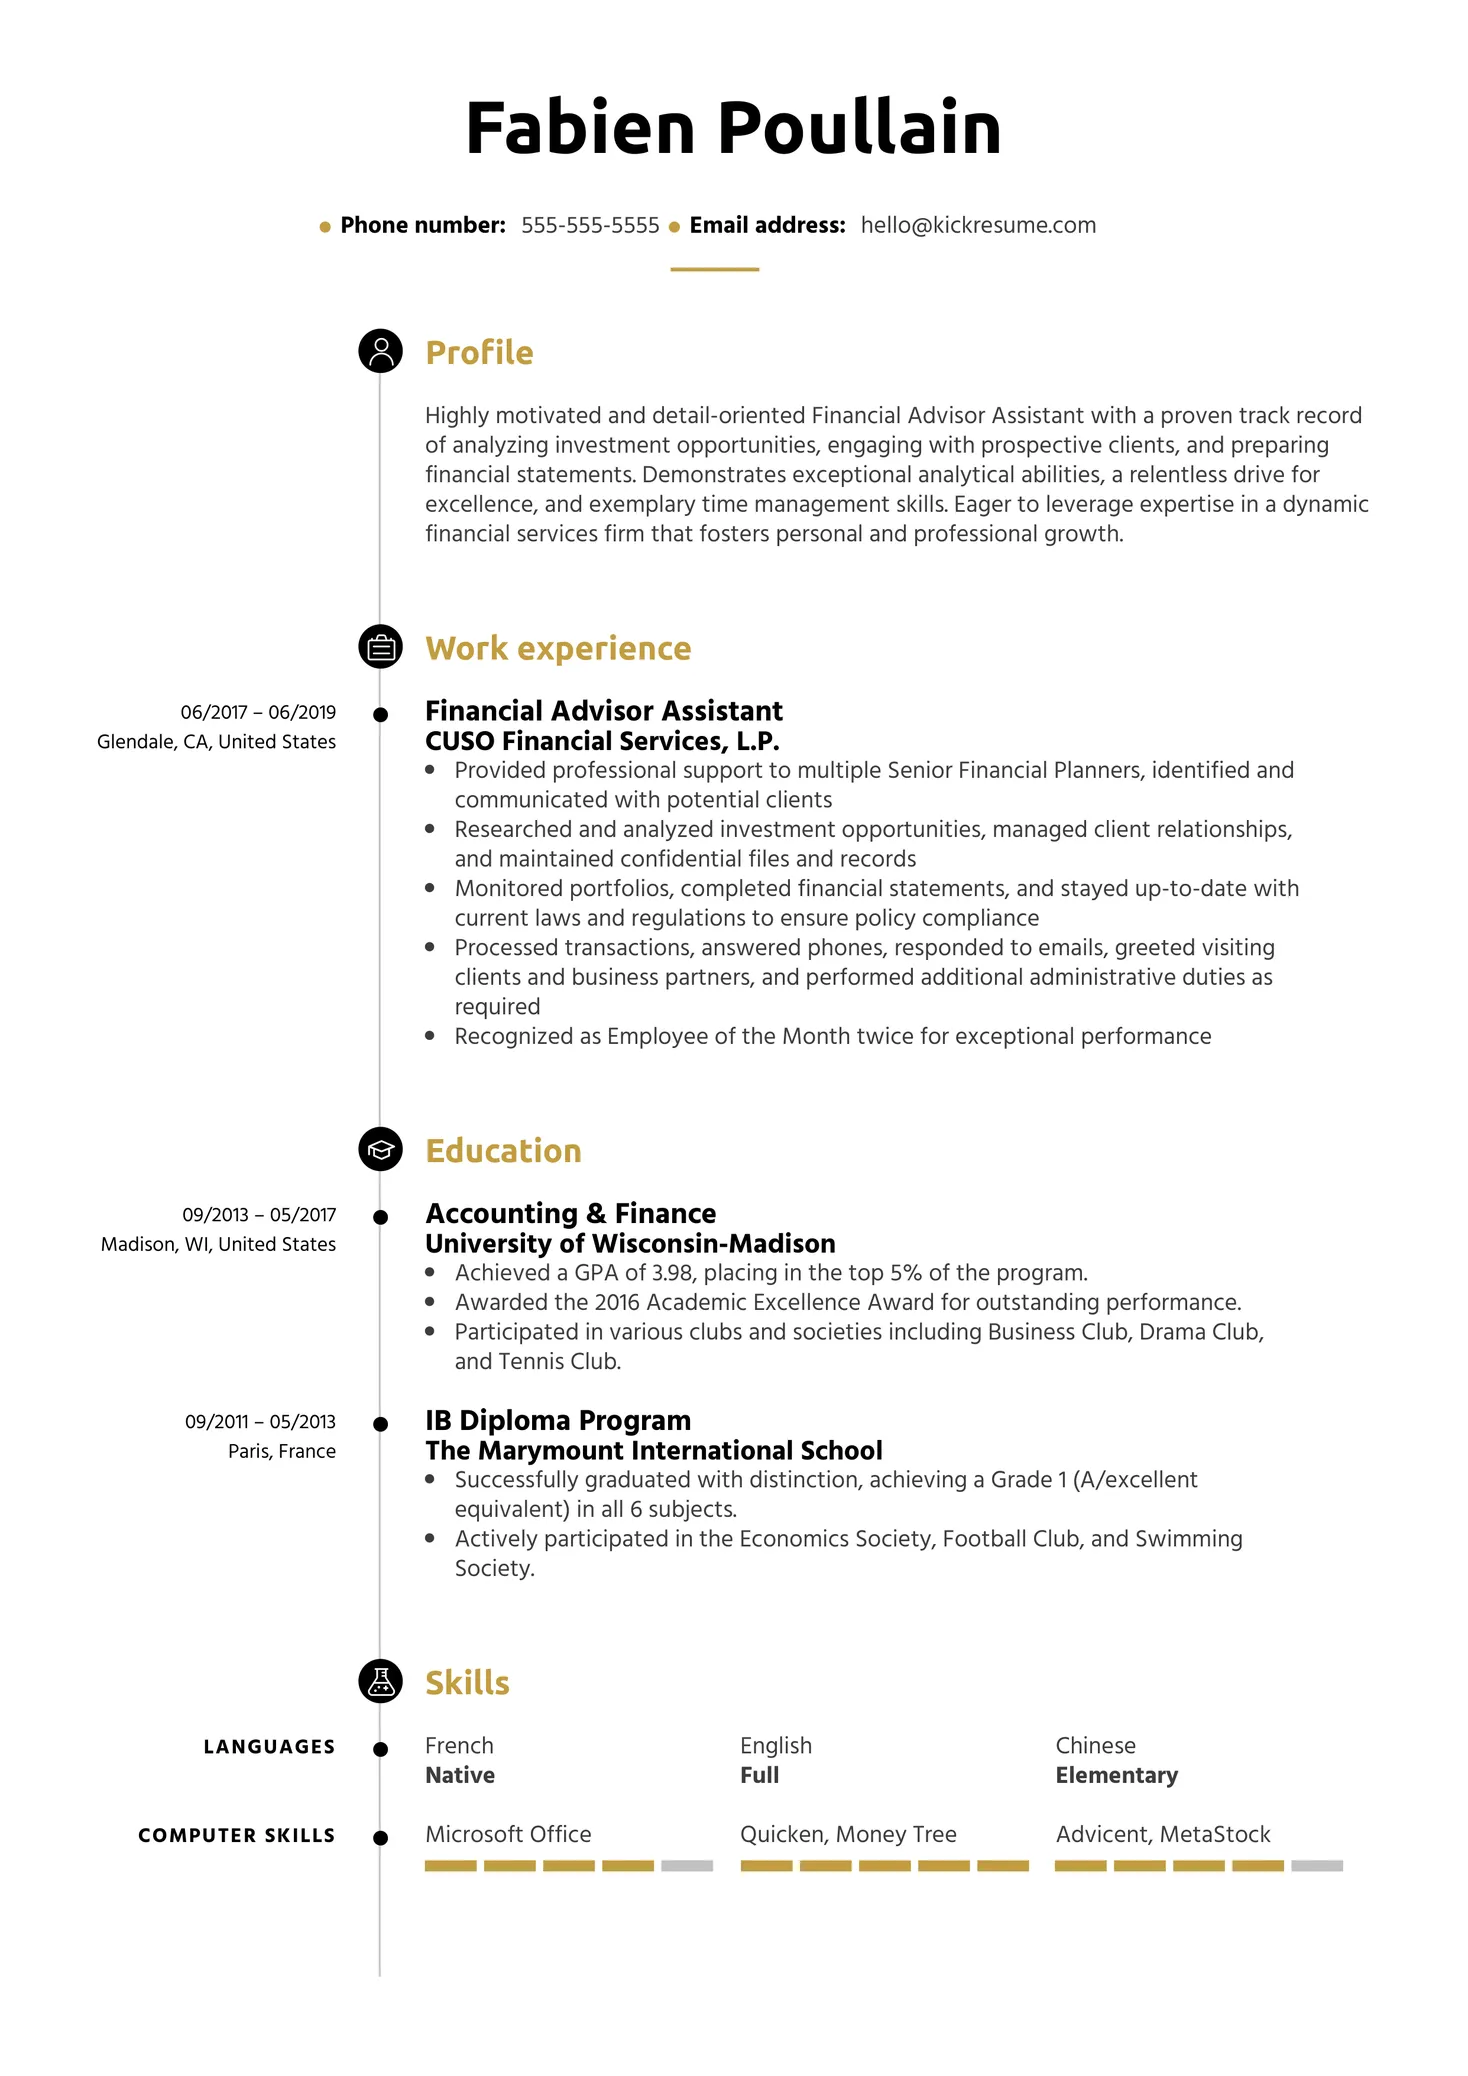 Fabien Poullain
Phone number: 555-555-5555 Email address: hello@kickresume.com
Profile
Highly motivated and detail-oriented Financial Advisor Assistant with a proven track record
of analyzing investment opportunities, engaging with prospective clients, and preparing
financial statements. Demonstrates exceptional analytical abilities, a relentless drive for
excellence, and exemplary time management skills. Eager to leverage expertise in a dynamic
financial services firm that fosters personal and professional growth.
Work experience
06/2017 – 06/2019
Glendale, CA, United States
Financial Advisor Assistant
CUSO Financial Services, L.P.
• Provided professional support to multiple Senior Financial Planners, identified and
communicated with potential clients
• Researched and analyzed investment opportunities, managed client relationships,
and maintained confidential files and records
• Monitored portfolios, completed financial statements, and stayed up-to-date with
current laws and regulations to ensure policy compliance
• Processed transactions, answered phones, responded to emails, greeted visiting
clients and business partners, and performed additional administrative duties as
required
• Recognized as Employee of the Month twice for exceptional performance
Education
09/2013 – 05/2017
Madison, WI, United States
Accounting & Finance
University of Wisconsin-Madison
• Achieved a GPA of 3.98, placing in the top 5% of the program.
• Awarded the 2016 Academic Excellence Award for outstanding performance.
• Participated in various clubs and societies including Business Club, Drama Club,
and Tennis Club.
09/2011 – 05/2013
Paris, France
IB Diploma Program
The Marymount International School
• Successfully graduated with distinction, achieving a Grade 1 (A/excellent
equivalent) in all 6 subjects.
• Actively participated in the Economics Society, Football Club, and Swimming
Society.
Skills
LANGUAGES
French English Chinese
Native Full Elementary
COMPUTER SKILLS
Microsoft Office Quicken, Money Tree Advicent, MetaStock